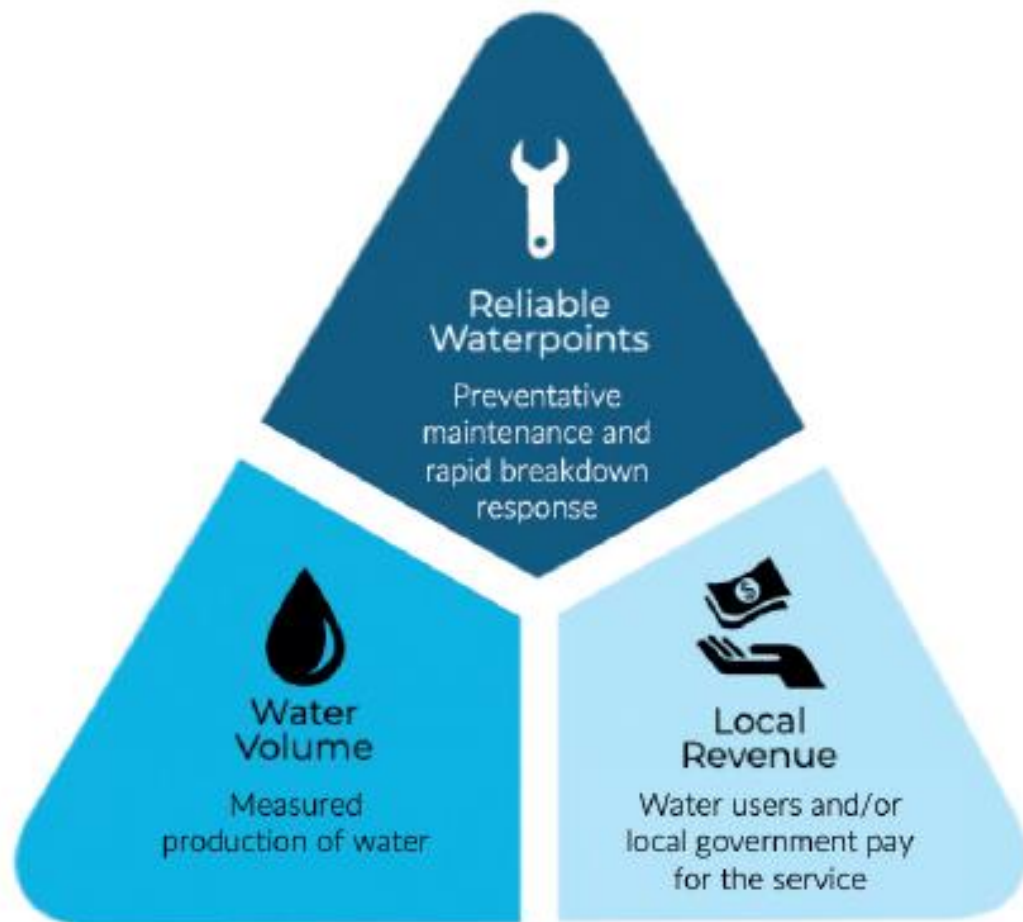 Reliable
Waterpoints
Preventative
maintenance and
rapid breakdown
response
Water
Volume
Measured
production of water
Local
Revenue
Water users and/or
local government pay
for the service